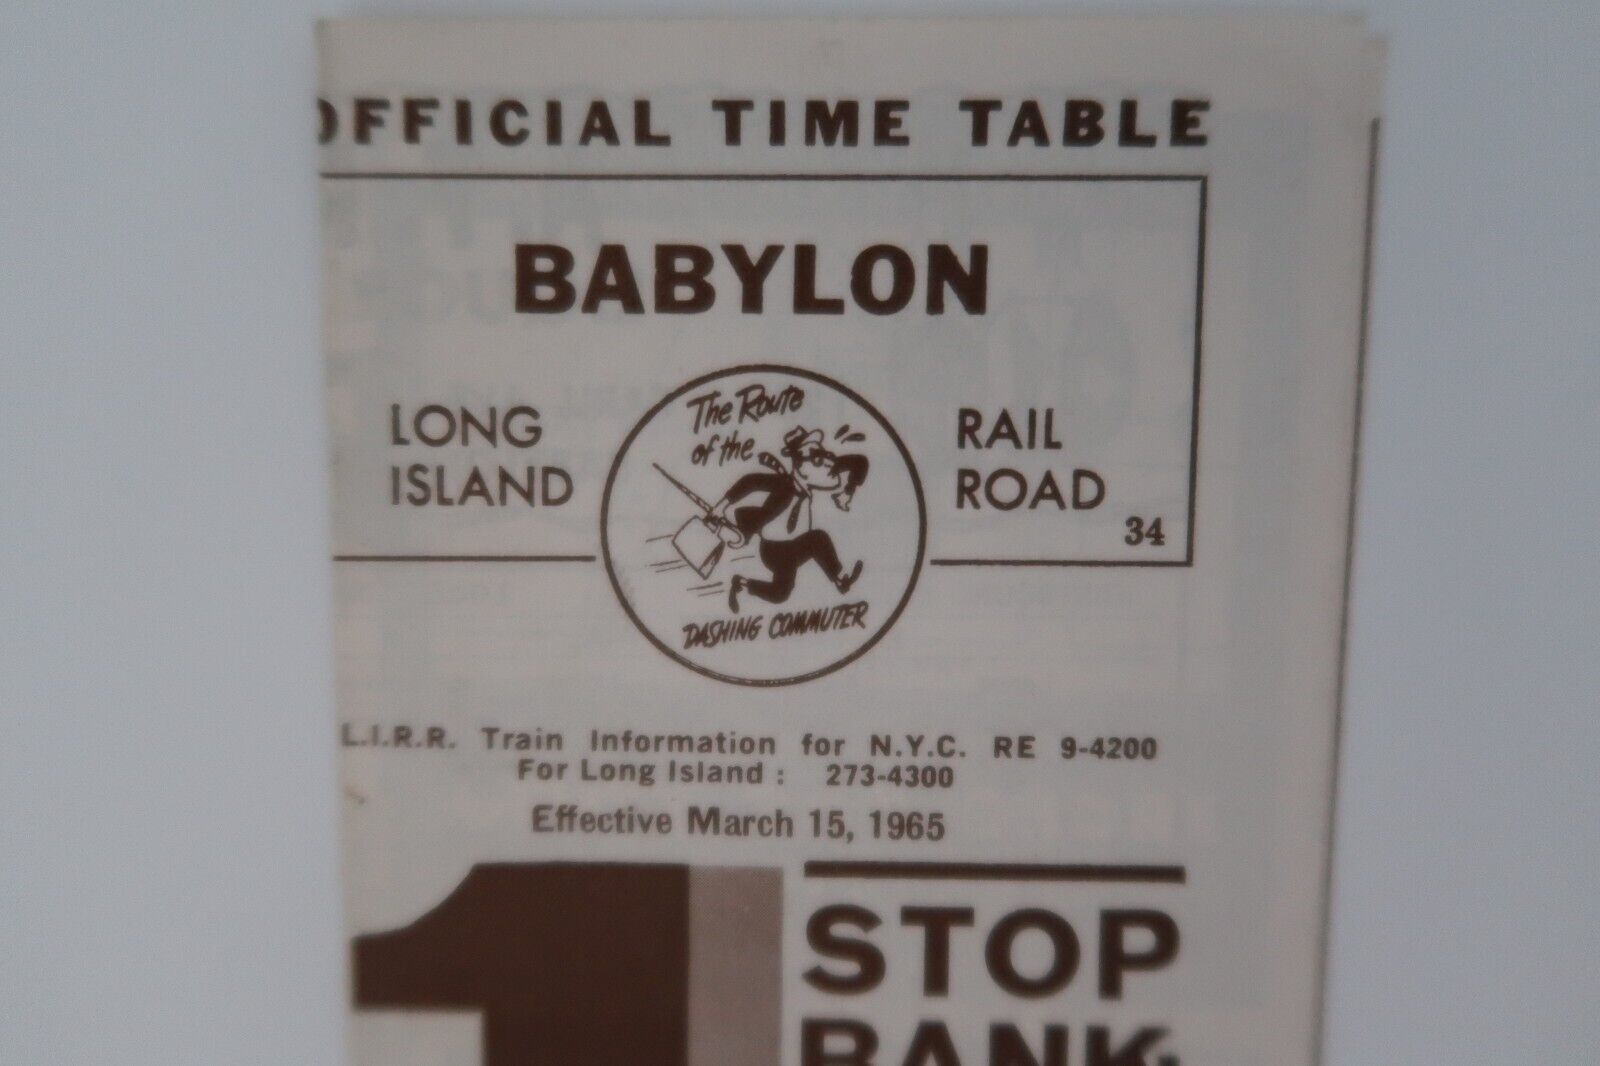 OFFICIAL TIME TABLE
BABYLON
LONG
ISLAND
The Route
of the
DASHING COMMUTER
RAIL
ROAD
34
L.I.R.R. Train Information for N.Y.C. RE 9-4200
For Long Island : 273-4300
Effective March 15, 1965
1
STOP
BANK-